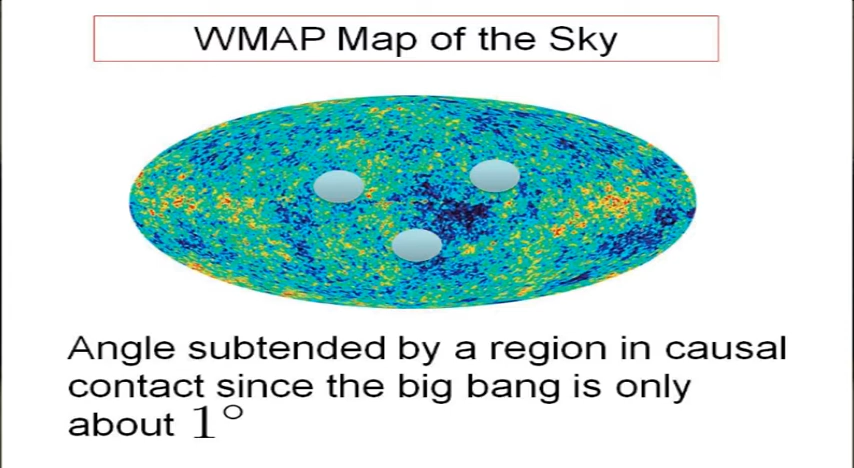 WMAP Map of the Sky
Angle subtended by a region in causal
contact since the big bang is only
about 1°